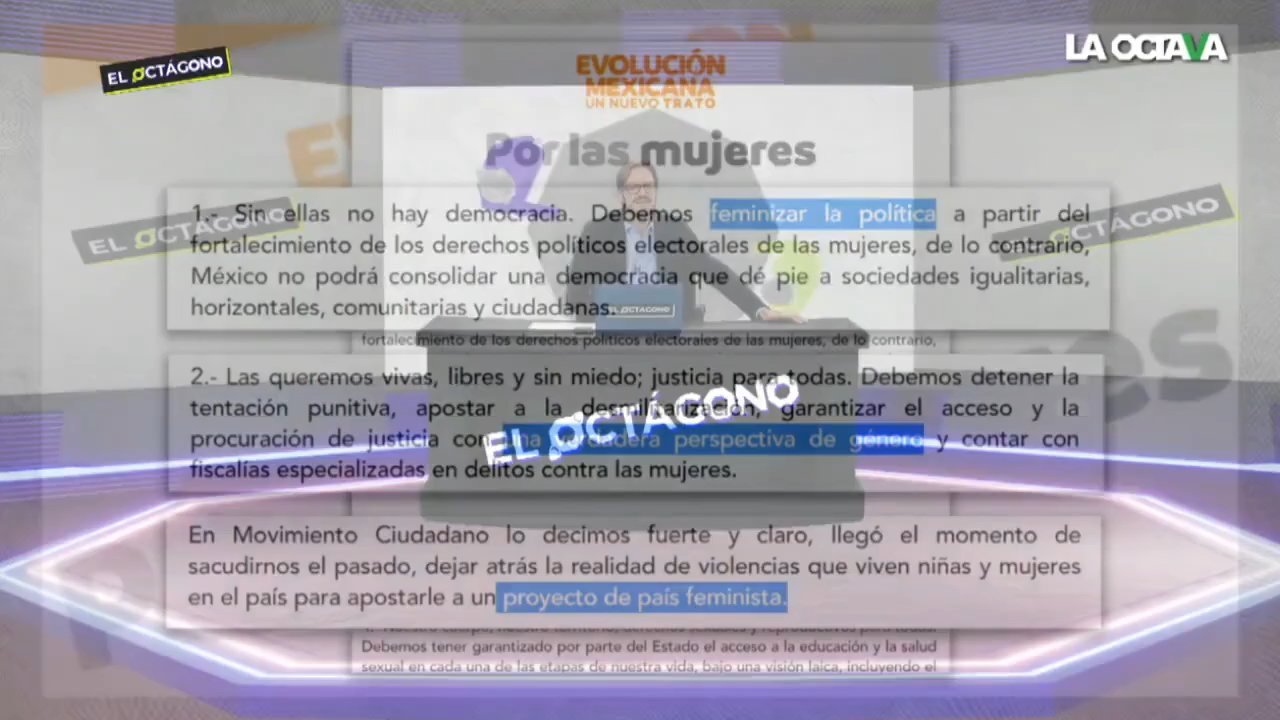 EL OCTÁGONO
LA OCTAVA
EVOLUCIÓN
MEXICANA
UN NUEVO TRATO
Por las mujeres
1.- Sin ellas no hay democracia. Debemos feminizar la política a partir del
fortalecimiento de los derechos políticos electorales de las mujeres, de lo contrario,
México no podrá consolidar una democracia que dé pie a sociedades igualitarias,
horizontales, comunitarias y ciudadanas.
EL OCTÁGONO
EL OCTÁGONO
EL OCTÁGONO
fortalecimiento de los derechos políticos electorales de las mujeres, de lo contrario,
2.- Las queremos vivas, libres y sin miedo; justicia para todas. Debemos detener la
tentación punitiva, apostar a la desmilitarización, garantizar el acceso y la
procuración de justicia con una verdadera perspectiva de género y contar con
fiscalías especializadas en delitos contra las mujeres.
EL OCTÁGONO
En Movimiento Ciudadano lo decimos fuerte y claro, llegó el momento de
sacudirnos el pasado, dejar atrás la realidad de violencias que viven niñas y mujeres
en el país para apostarle a un proyecto de país feminista.
Debemos tener garantizado por parte del Estado el acceso a la educación y la salud
sexual en cada una de las etapas de nuestra vida, bajo una visión laica, incluyendo el